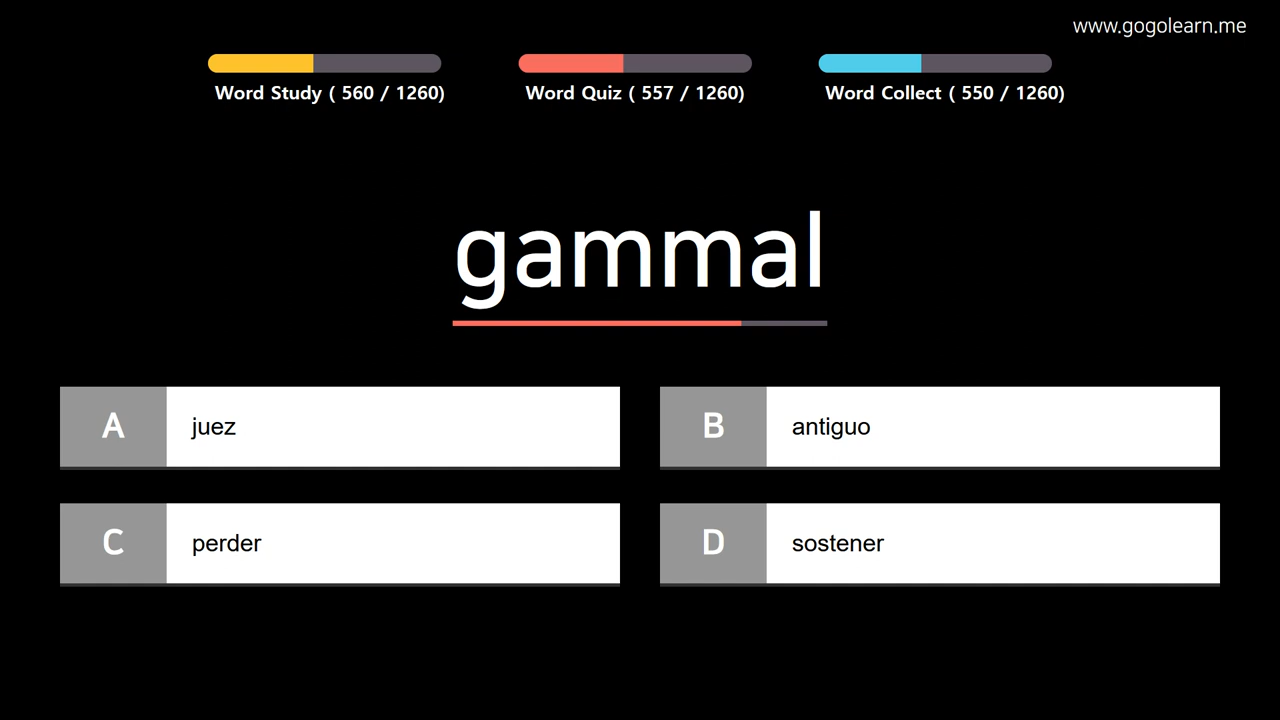 www.gogolearn.me
Word Study ( 560 / 1260)
Word Quiz ( 557 / 1260)
Word Collect ( 550 / 1260)
gammal
A juez
B antiguo
C perder
D sostener